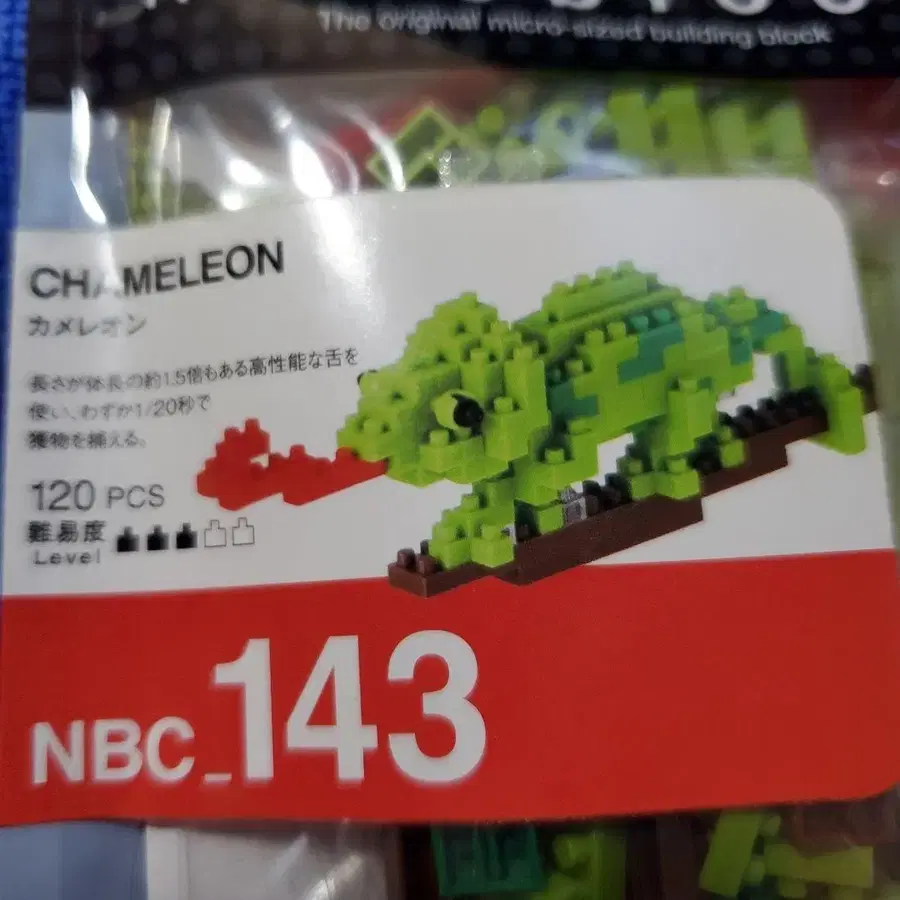 The original micro-sized building block
CHAMELEON
カメレオン
長さが体長の約1.5倍もある高性能な舌を
使い、わずか1/20秒で
獲物を捕える。
120 PCS
難易度
Level
NBC_143